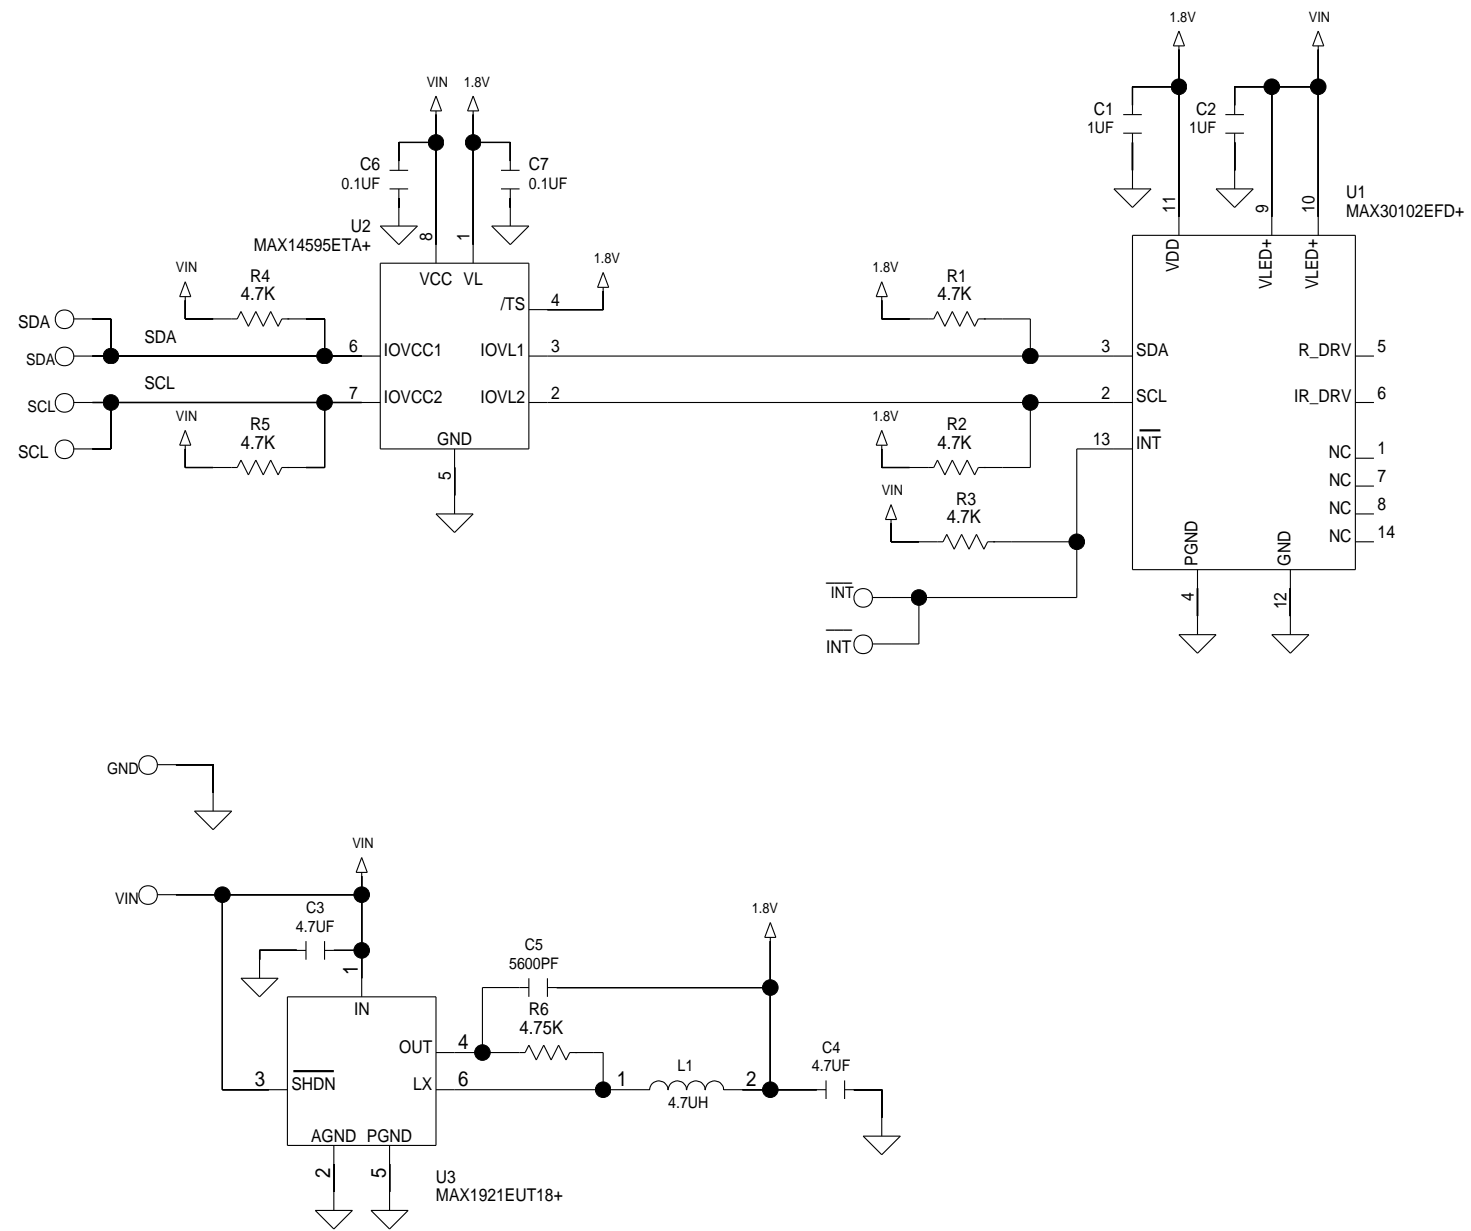 1.8V
VIN
C1
1UF
C2
1UF
11
9
10
U1
MAX30102EFD+
VDD
VLED+
VLED+
VIN
1.8V
C6
0.1UF
C7
0.1UF
U2
MAX14595ETA+
8
1
VCC
VL
/TS
4
1.8V
VIN
R4
4.7K
SDA
SDA
SDA
6
IOVCC1
IOVL1
3
1.8V
R1
4.7K
3
SDA
R_DRV
5
SCL
SCL
SCL
7
IOVCC2
IOVL2
2
2
SCL
IR_DRV
6
VIN
R5
4.7K
GND
5
1.8V
R2
4.7K
13
INT
NC
1
NC
7
NC
8
NC
14
VIN
R3
4.7K
PGND
GND
4
12
INT
INT
GND
VIN
VIN
C3
4.7UF
1
IN
1.8V
C5
5600PF
R6
4.75K
OUT
4
3
SHDN
LX
6
1
L1
2
4.7UH
C4
4.7UF
AGND
PGND
2
5
U3
MAX1921EUT18+